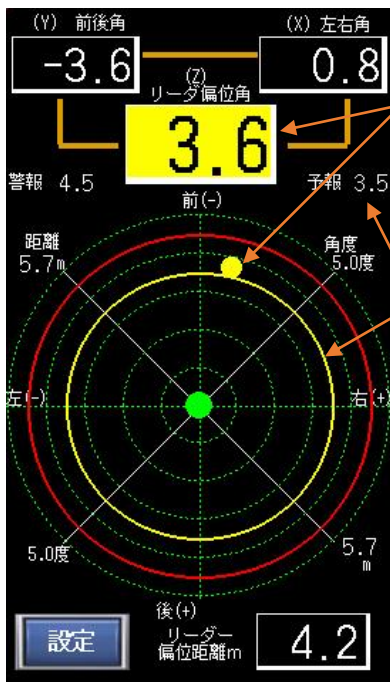 (Y) 前後角
(X) 左右角
-3.6
0.8
(Z)
リーダ偏位角
3.6
警報 4.5
予報 3.5
前(-)
距離
5.7m
角度
5.0度
左(-)
右(+)
5.0度
5.7
m
後(+)
設定
リーダー
偏位距離m
4.2